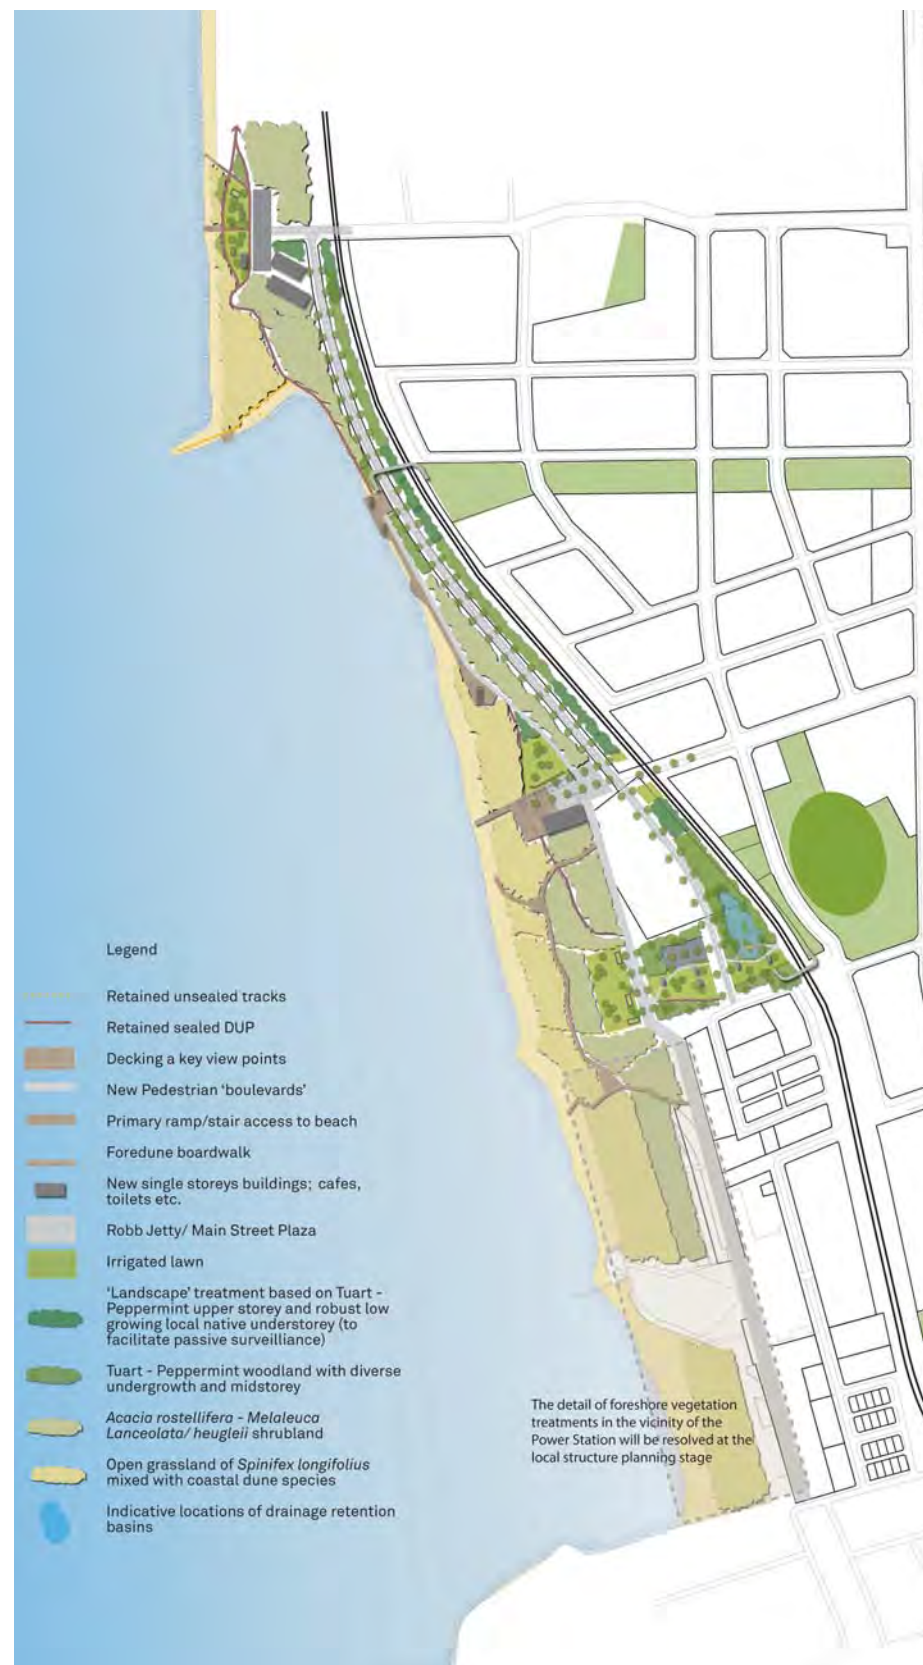 Legend
Retained unsealed tracks
Retained sealed DUP
Decking a key view points
New Pedestrian ‘boulevards’
Primary ramp/stair access to beach
Foredune boardwalk
New single storeys buildings; cafes,
toilets etc.
Robb Jetty/ Main Street Plaza
Irrigated lawn
‘Landscape’ treatment based on Tuart -
Peppermint upper storey and robust low
growing local native understorey (to
facilitate passive surveilliance)
Tuart - Peppermint woodland with diverse
undergrowth and midstorey
Acacia rostellifera - Melaleuca
Lanceolata/ heugleii shrubland
Open grassland of Spinifex longifolius
mixed with coastal dune species
Indicative locations of drainage retention
basins
The detail of foreshore vegetation
treatments in the vicinity of the
Power Station will be resolved at the
local structure planning stage